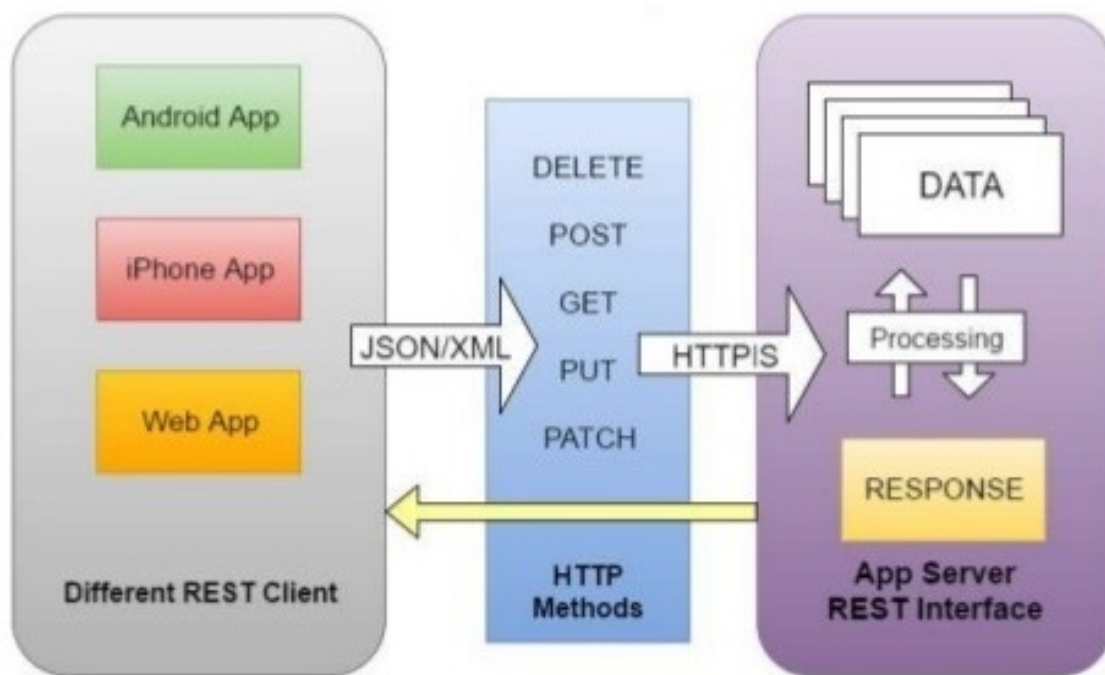 Android App
iPhone App
Web App
Different REST Client
JSON/XML
DELETE
POST
GET
PUT
PATCH
HTTP
Methods
HTTPIS
DATA
Processing
RESPONSE
App Server
REST Interface